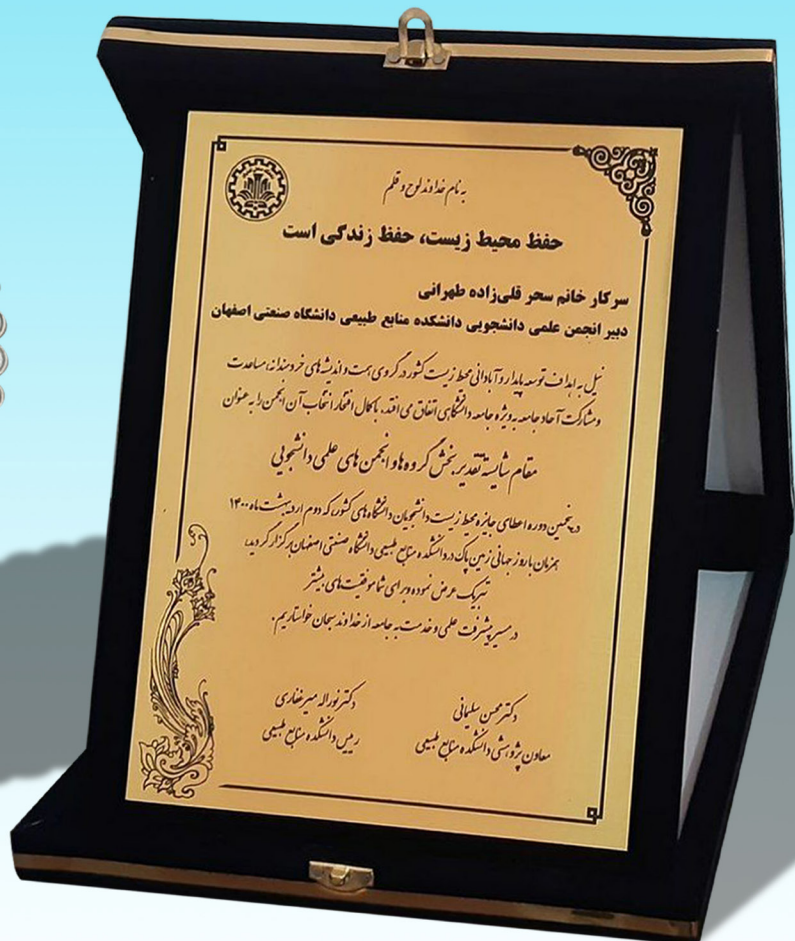 به نام خداوند لوح و قلم
حفظ محیط زیست، حفظ زندگی است
سرکار خانم سحر قلی‌زاده طهرانی
دبیر انجمن علمی دانشجویی دانشکده منابع طبیعی دانشگاه صنعتی اصفهان
نیل به اهداف توسعه پایدار و آبادانی محیط زیست کشور در گروی همت و اندیشه‌های خردمندانه، مساعدت
و مشارکت آحاد جامعه به ویژه جامعه دانشگاهی اتفاق می افتد. با کمال افتخار انتخاب آن انجمن را به عنوان
مقام شایسته تقدیر بخش گروه ها و انجمن های علمی دانشجویی
در پنجمین دوره اعطای جایزه محیط زیست دانشجویان دانشگاه‌های کشور، که دوم اردیبهشت ماه ۱۴۰۰
همزمان با روز جهانی زمین پاک در دانشکده منابع طبیعی دانشگاه صنعتی اصفهان برگزار گردید،
تبریک عرض نموده و برای شما موفقیت های بیشتر
در مسیر پیشرفت علمی و خدمت به جامعه از خداوند سبحان خواستاریم.
دکتر محسن سلیمانی
معاون پژوهشی دانشکده منابع طبیعی
دکتر نوراله میرغفاری
رییس دانشکده منابع طبیعی